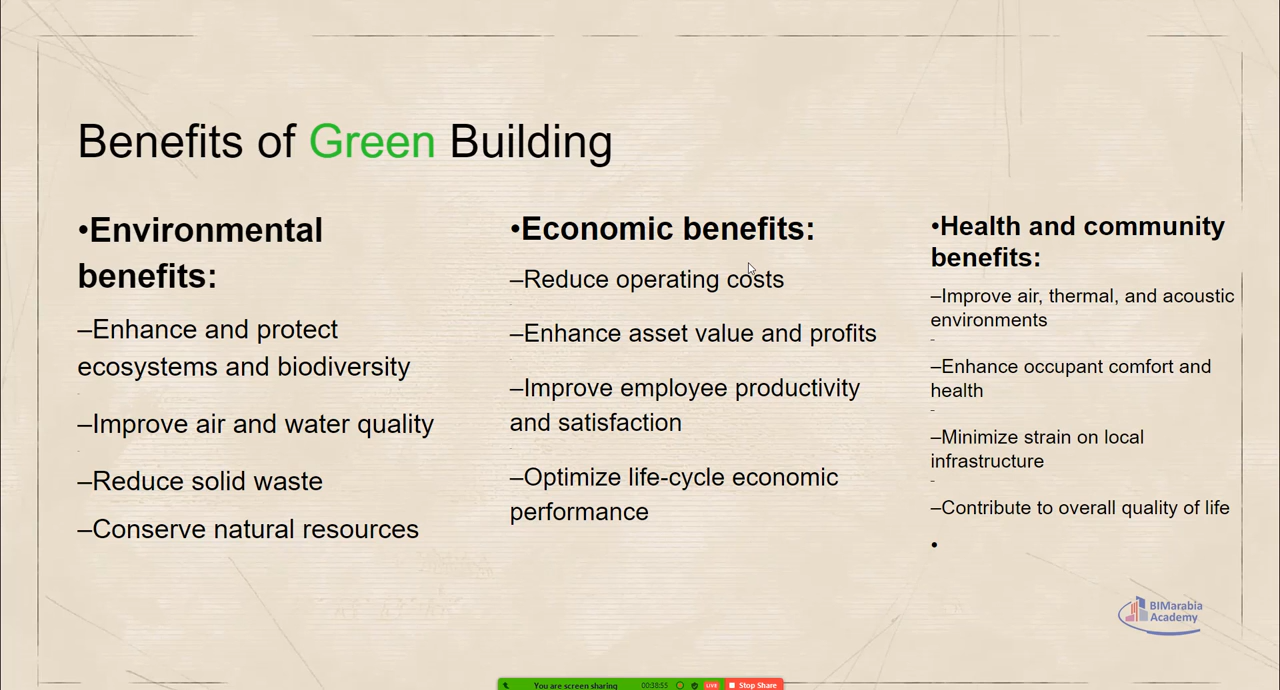 Benefits of Green Building
•Environmental
benefits:
–Enhance and protect
ecosystems and biodiversity
-
–Improve air and water quality
-
–Reduce solid waste
–Conserve natural resources
•Economic benefits:
–Reduce operating costs
-
–Enhance asset value and profits
-
–Improve employee productivity
and satisfaction
-
–Optimize life-cycle economic
performance
•Health and community
benefits:
–Improve air, thermal, and acoustic
environments
-
–Enhance occupant comfort and
health
-
–Minimize strain on local
infrastructure
-
–Contribute to overall quality of life
•
BIMarabia
Academy
You are screen sharing 00:38:55 LIVE Stop Share